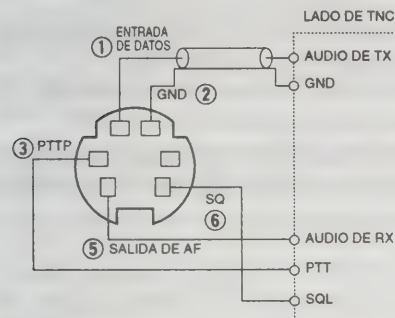 LADO DE TNC
① ENTRADA
DE DATOS
AUDIO DE TX
GND ②
GND
③ PTTP
SQ
⑥
⑤ SALIDA DE AF
AUDIO DE RX
PTT
SQL